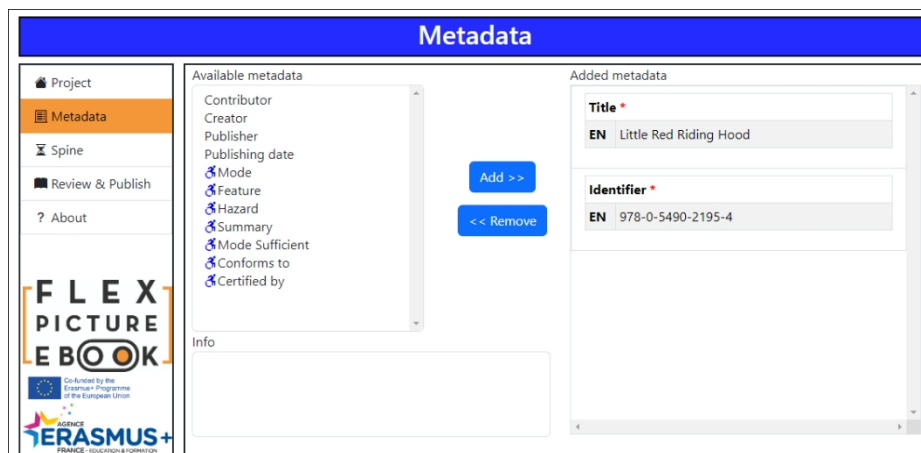 Metadata
Project
Metadata
Spine
Review & Publish
? About
FLEX
PICTURE
EBOOK
Co-funded by the
Erasmus+ Programme
of the European Union
AGENCE
ERASMUS+
FRANCE - EDUCATION & FORMATION
Available metadata
Contributor
Creator
Publisher
Publishing date
Mode
Feature
Hazard
Summary
Mode Sufficient
Conforms to
Certified by
Info
Add >>
<< Remove
Added metadata
Title *
EN Little Red Riding Hood
Identifier *
EN 978-0-5490-2195-4